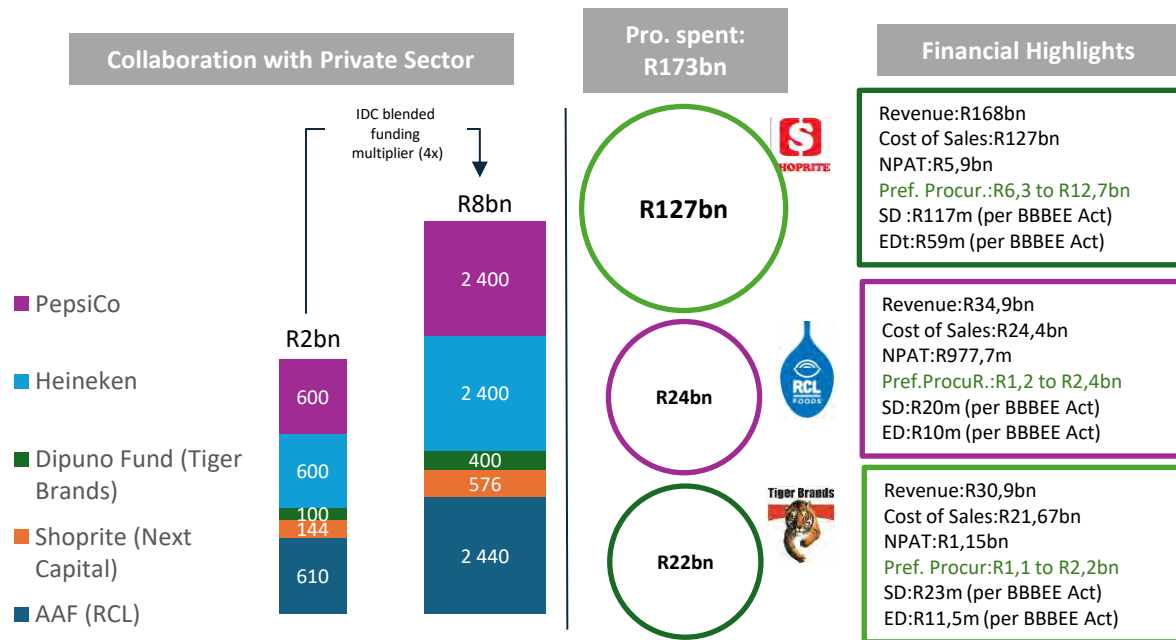 Collaboration with Private Sector
IDC blended
funding
multiplier (4x)
R8bn
R2bn
2 400
2 400
400
576
2 440
600
600
100
144
610
PepsiCo
Heineken
Dipuno Fund (Tiger
Brands)
Shoprite (Next
Capital)
AAF (RCL)
Pro. spent:
R173bn
R127bn
HOPRITE
R24bn
RCL
FOODS
R22bn
Tiger Brands
Financial Highlights
Revenue:R168bn
Cost of Sales:R127bn
NPAT:R5,9bn
Pref. Procur.:R6,3 to R12,7bn
SD :R117m (per BBBEE Act)
EDt:R59m (per BBBEE Act)
Revenue:R34,9bn
Cost of Sales:R24,4bn
NPAT:R977,7m
Pref.ProcuR.:R1,2 to R2,4bn
SD:R20m (per BBBEE Act)
ED:R10m (per BBBEE Act)
Revenue:R30,9bn
Cost of Sales:R21,67bn
NPAT:R1,15bn
Pref. Procur:R1,1 to R2,2bn
SD:R23m (per BBBEE Act)
ED:R11,5m (per BBBEE Act)